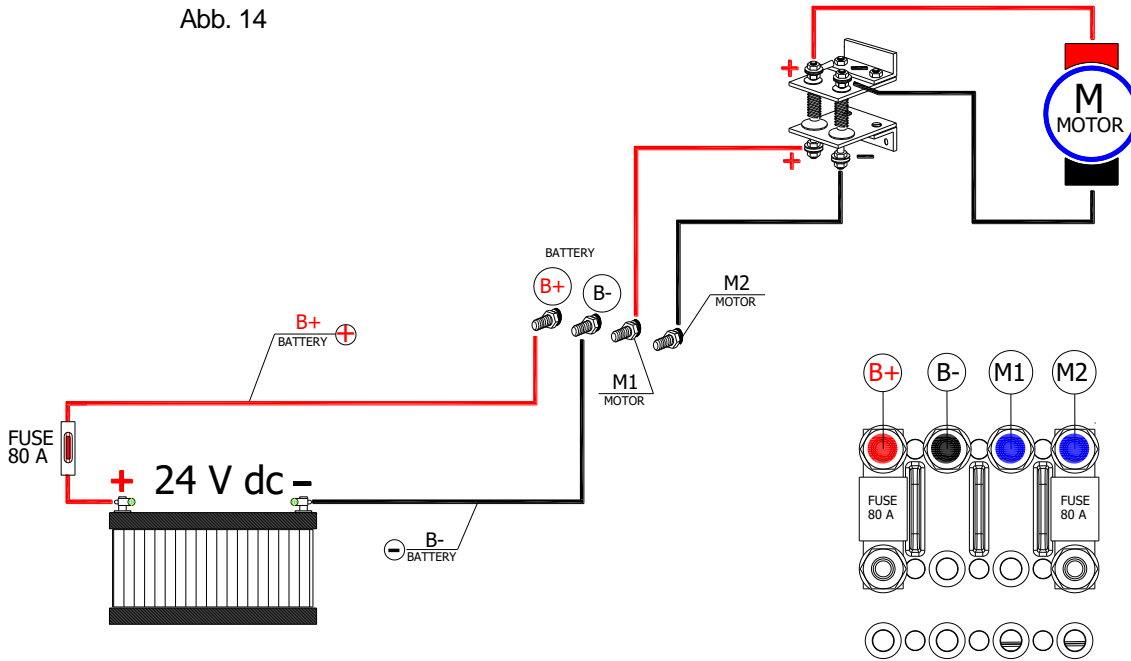 Abb. 14
+
−
M
MOTOR
+
−
BATTERY
B+
B-
M2
MOTOR
B+
BATTERY
+
M1
MOTOR
B+
B-
M1
M2
FUSE
80 A
+
24 V dc
−
FUSE
80 A
FUSE
80 A
−
B-
BATTERY